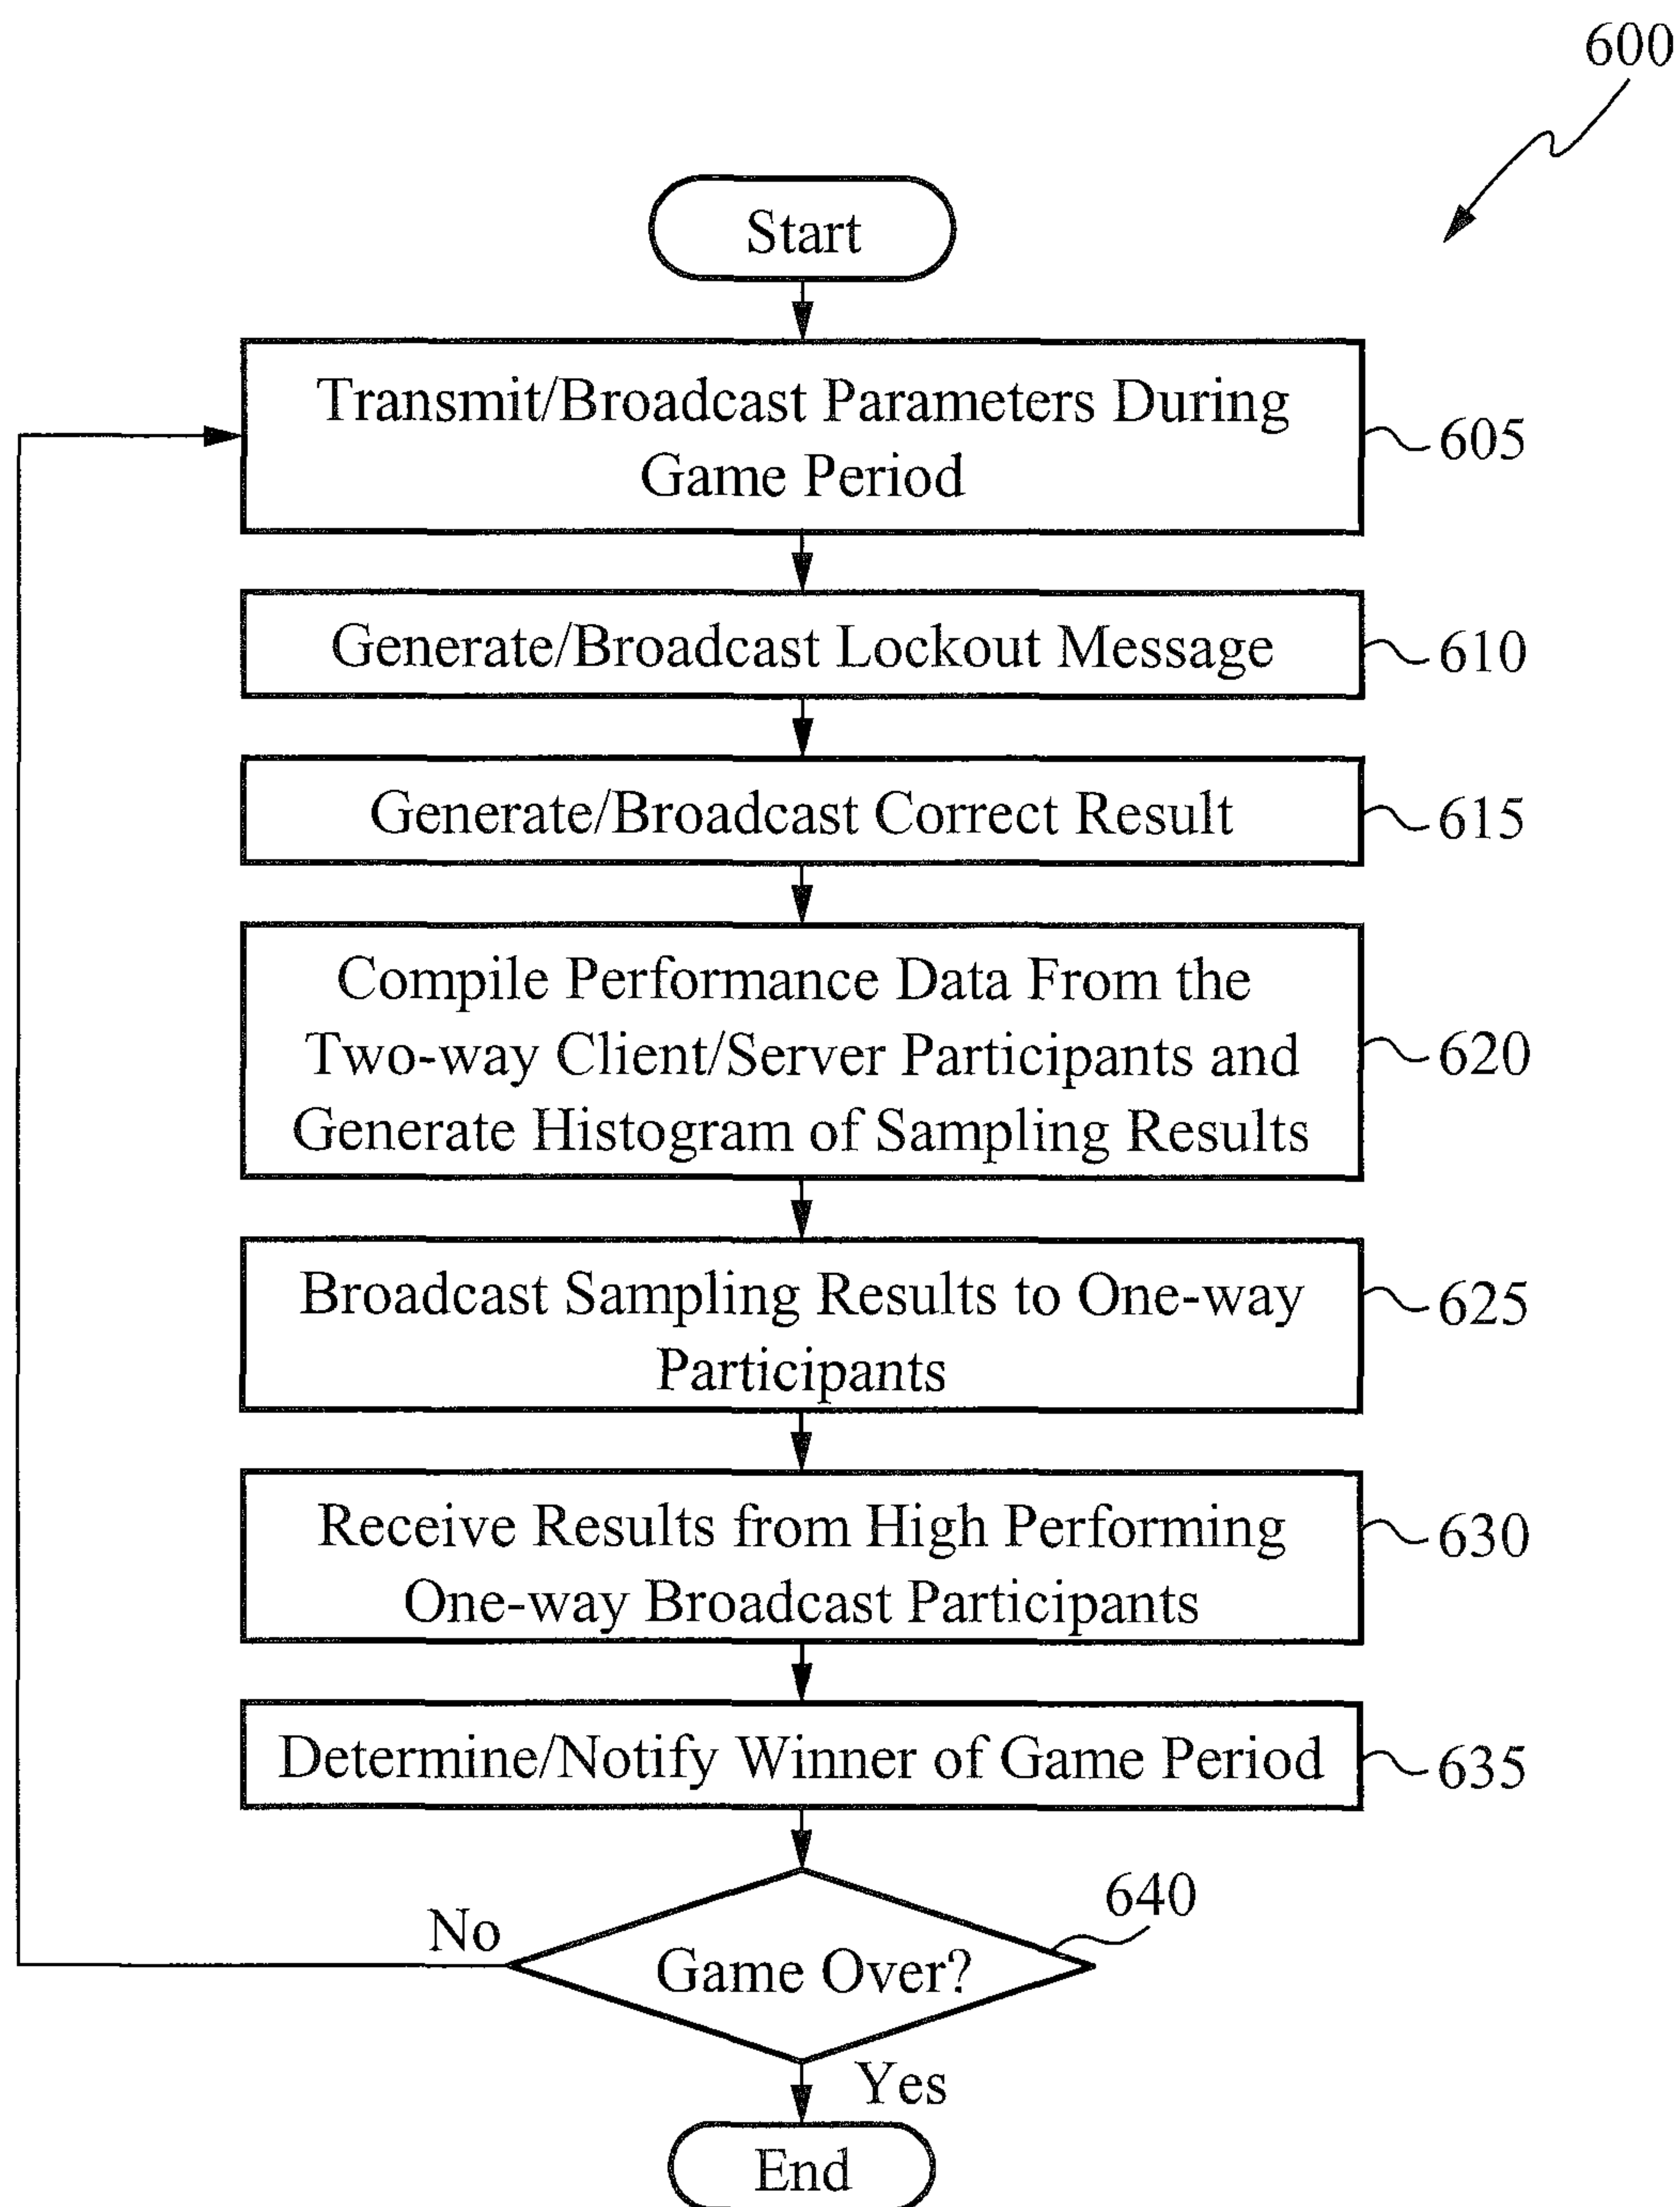 600
Start
Transmit/Broadcast Parameters During
Game Period
605
Generate/Broadcast Lockout Message
610
Generate/Broadcast Correct Result
615
Compile Performance Data From the
Two-way Client/Server Participants and
Generate Histogram of Sampling Results
620
Broadcast Sampling Results to One-way
Participants
625
Receive Results from High Performing
One-way Broadcast Participants
630
Determine/Notify Winner of Game Period
635
640
No
Game Over?
Yes
End